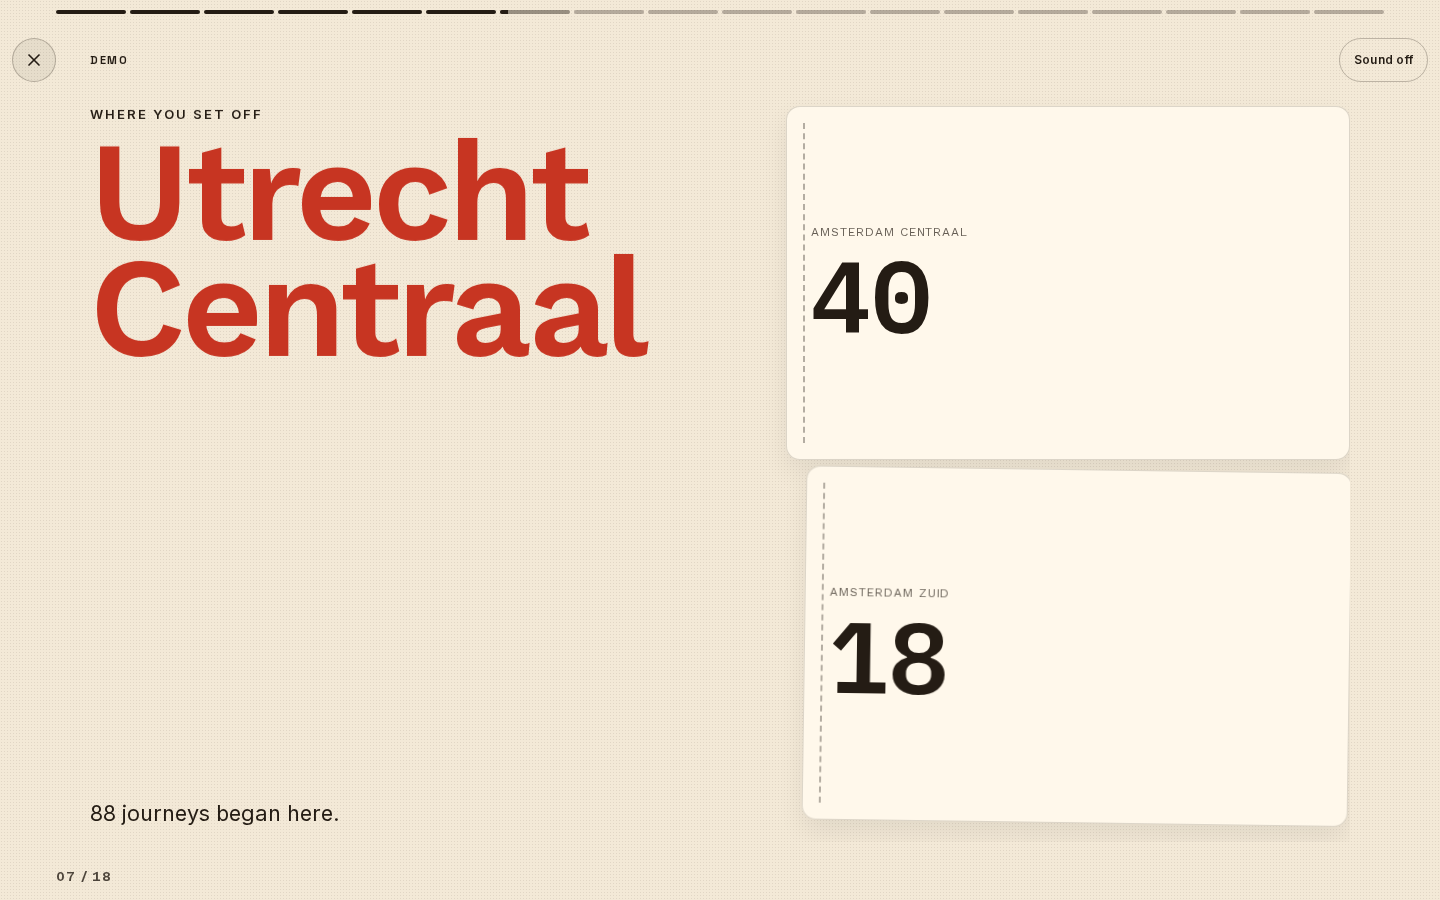 DEMO
Sound off
WHERE YOU SET OFF
Utrecht
Centraal
88 journeys began here.
AMSTERDAM CENTRAAL
40
AMSTERDAM ZUID
18
07 / 18